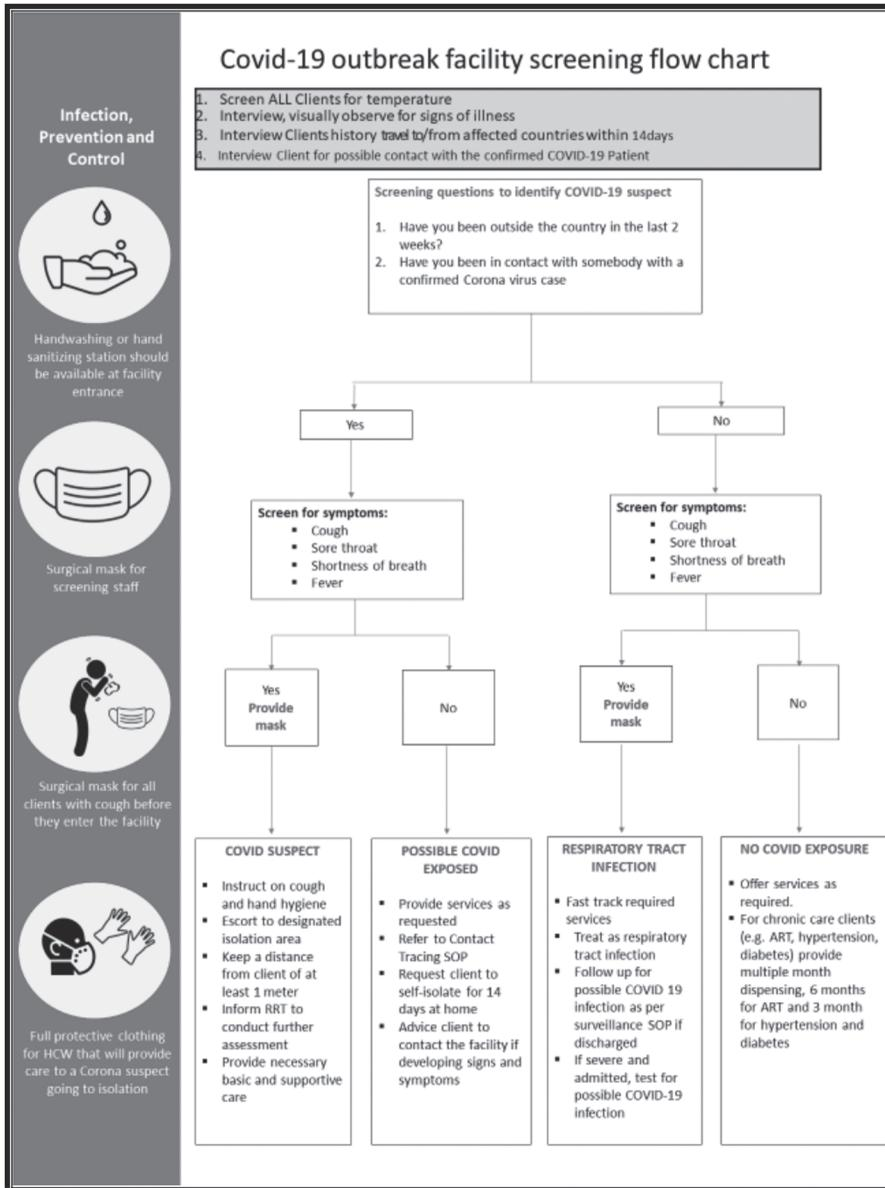 Covid-19 outbreak facility screening flow chart
1. Screen ALL Clients for temperature
2. Interview, visually observe for signs of illness
3. Interview Clients history travel to/from affected countries within 14days
4. Interview Client for possible contact with the confirmed COVID-19 Patient
Infection,
Prevention and
Control
Handwashing or hand
sanitizing station should
be available at facility
entrance
Surgical mask for
screening staff
Surgical mask for all
clients with cough before
they enter the facility
Full protective clothing
for HCW that will provide
care to a Corona suspect
going to isolation
Screening questions to identify COVID-19 suspect
1. Have you been outside the country in the last 2
weeks?
2. Have you been in contact with somebody with a
confirmed Corona virus case
Yes
No
Screen for symptoms:
▪ Cough
▪ Sore throat
▪ Shortness of breath
▪ Fever
Screen for symptoms:
▪ Cough
▪ Sore throat
▪ Shortness of breath
▪ Fever
Yes
Provide
mask
No
Yes
Provide
mask
No
COVID SUSPECT
▪ Instruct on cough
and hand hygiene
▪ Escort to designated
isolation area
▪ Keep a distance
from client of at
least 1 meter
▪ Inform RRT to
conduct further
assessment
▪ Provide necessary
basic and supportive
care
POSSIBLE COVID
EXPOSED
▪ Provide services as
requested
▪ Refer to Contact
Tracing SOP
▪ Request client to
self-isolate for 14
days at home
▪ Advice client to
contact the facility if
developing signs and
symptoms
RESPIRATORY TRACT
INFECTION
▪ Fast track required
services
▪ Treat as respiratory
tract infection
▪ Follow up for
possible COVID 19
infection as per
surveillance SOP if
discharged
▪ If severe and
admitted, test for
possible COVID-19
infection
NO COVID EXPOSURE
▪ Offer services as
required.
▪ For chronic care clients
(e.g. ART, hypertension,
diabetes) provide
multiple month
dispensing, 6 months
for ART and 3 month
for hypertension and
diabetes